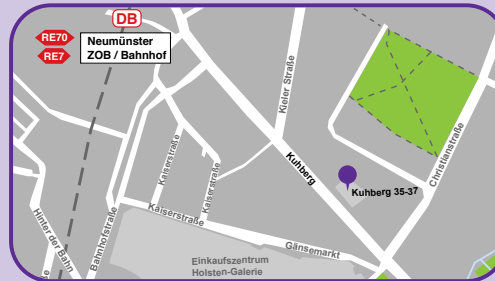 DB
RE70
RE7
Neumünster
ZOB / Bahnhof
Kieler Straße
Kaiserstraße
Kaiserstraße
Kuhberg
Christianstraße
Kuhberg 35-37
Hinter der Bahn
Bahnhofstraße
Kaiserstraße
Gänsemarkt
Einkaufszentrum
Holsten-Galerie